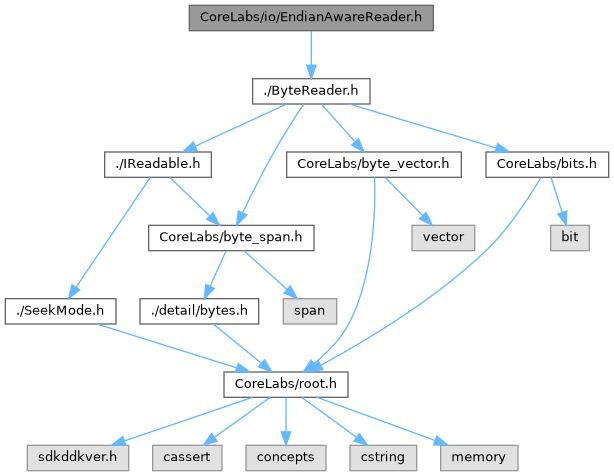 CoreLabs/io/EndianAwareReader.h
./ByteReader.h
./IReadable.h
CoreLabs/byte_vector.h
CoreLabs/bits.h
CoreLabs/byte_span.h
vector
bit
./SeekMode.h
./detail/bytes.h
span
CoreLabs/root.h
sdkddkver.h
cassert
concepts
cstring
memory